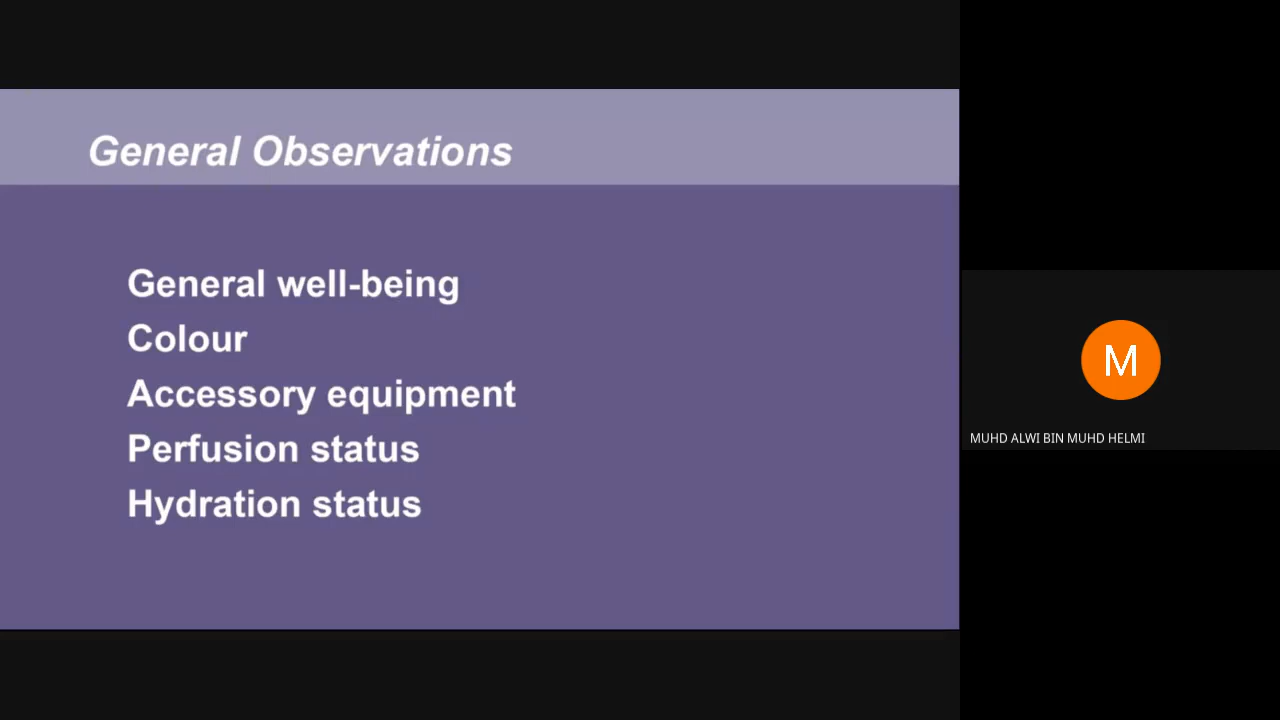 General Observations
General well-being
Colour
Accessory equipment
Perfusion status
Hydration status
M
MUHD ALWI BIN MUHD HELMI